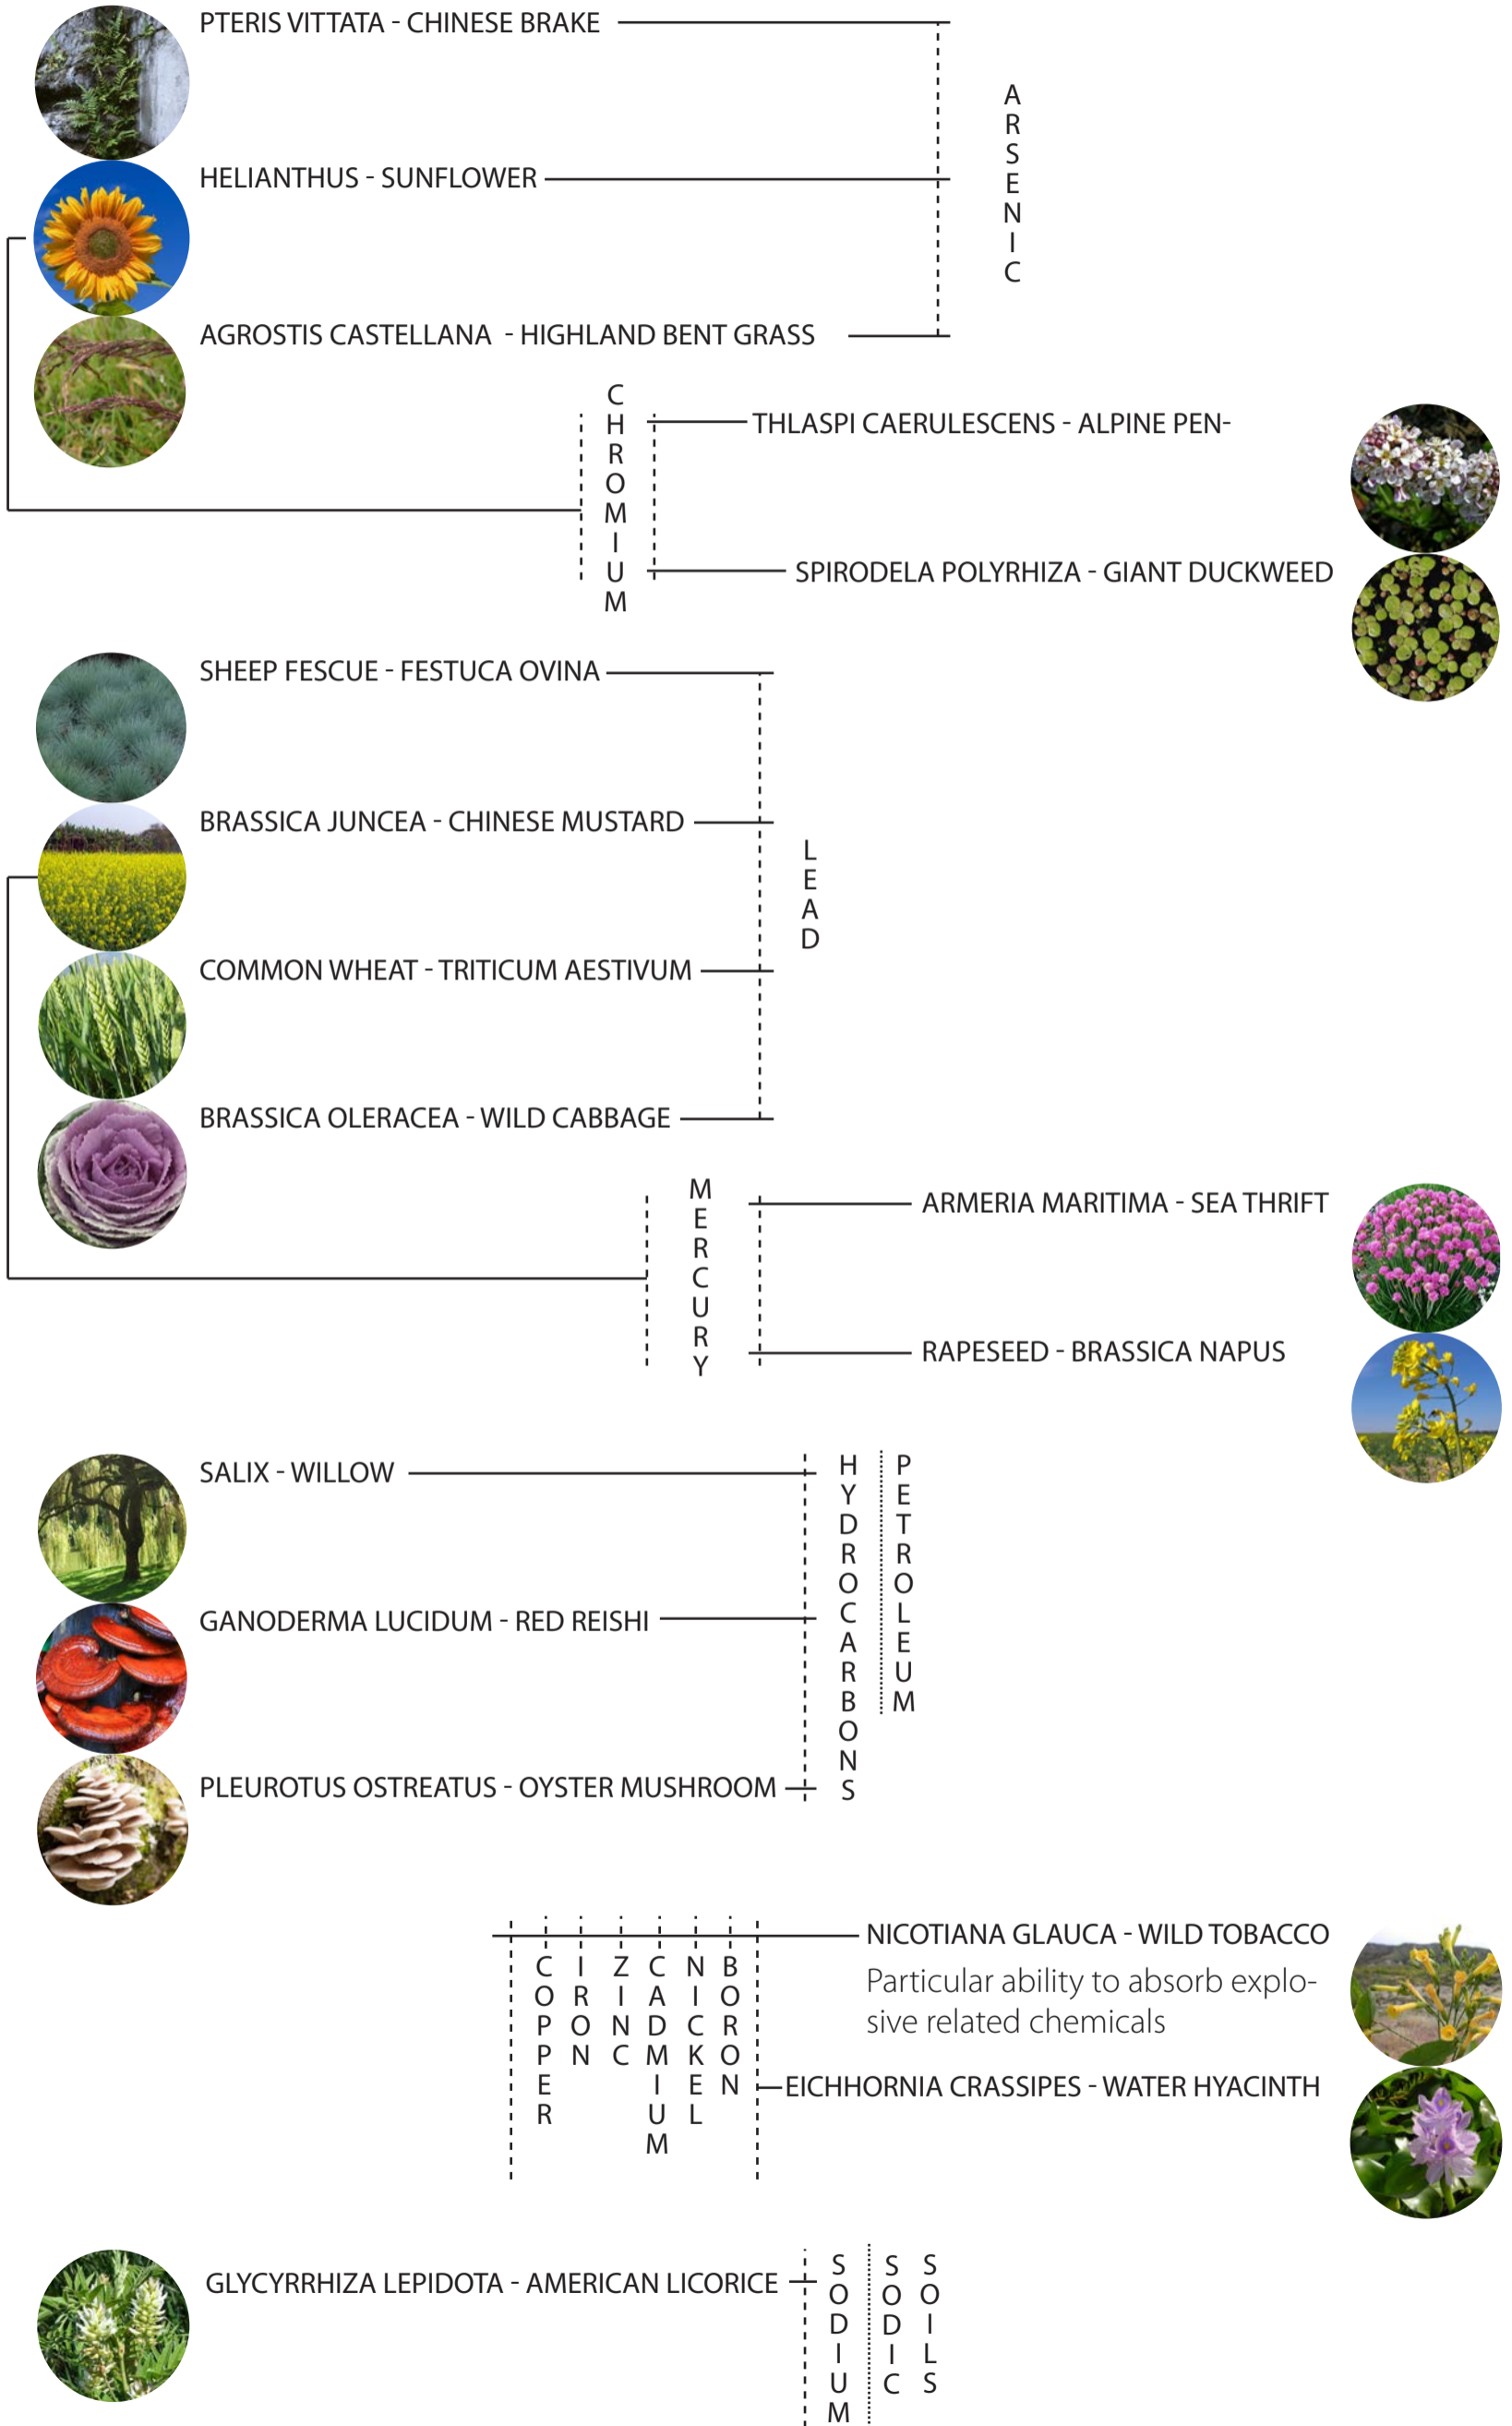 PTERIS VITTATA - CHINESE BRAKE
ARSENIC
HELIANTHUS - SUNFLOWER
AGROSTIS CASTELLANA - HIGHLAND BENT GRASS
CHROMIUM
THLASPI CAERULESCENS - ALPINE PEN-
SPIRODELA POLYRHIZA - GIANT DUCKWEED
SHEEP FESCUE - FESTUCA OVINA
BRASSICA JUNCEA - CHINESE MUSTARD
LEAD
COMMON WHEAT - TRITICUM AESTIVUM
BRASSICA OLERACEA - WILD CABBAGE
MERCURY
ARMERIA MARITIMA - SEA THRIFT
RAPESEED - BRASSICA NAPUS
SALIX - WILLOW
HYDROCARBONS
PETROLEUM
GANODERMA LUCIDUM - RED REISHI
PLEUROTUS OSTREATUS - OYSTER MUSHROOM
NICOTIANA GLAUCA - WILD TOBACCO
Particular ability to absorb explo-
sive related chemicals
COPPER
IRON
ZINC
CADMIUM
NICKEL
BORON
EICHHORNIA CRASSIPES - WATER HYACINTH
GLYCYRRHIZA LEPIDOTA - AMERICAN LICORICE
SODIUM
SODIC
SOILS